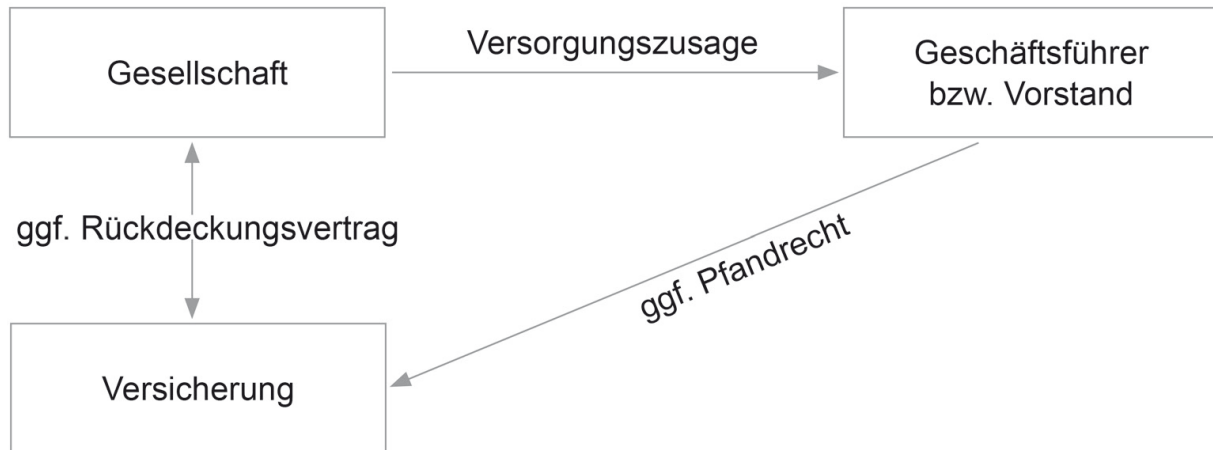 Gesellschaft
Versorgungszusage
Geschäftsführer
bzw. Vorstand
ggf. Rückdeckungsvertrag
ggf. Pfandrecht
Versicherung